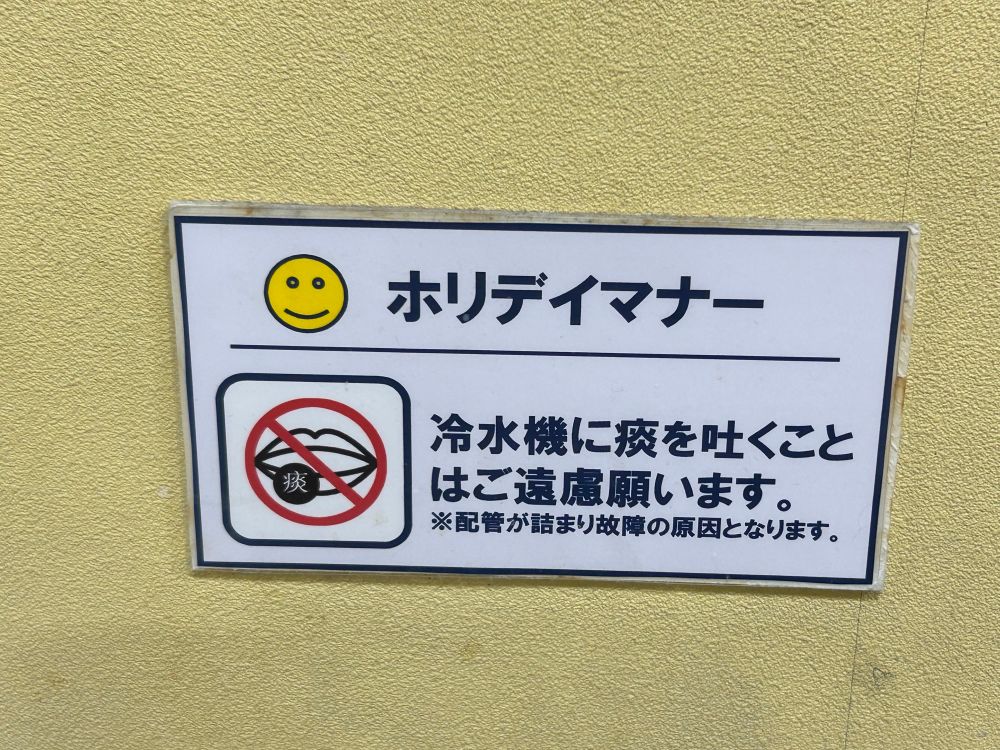 ホリデイマナー
痰
冷水機に痰を吐くこと
はご遠慮願います。
※配管が詰まり故障の原因となります。